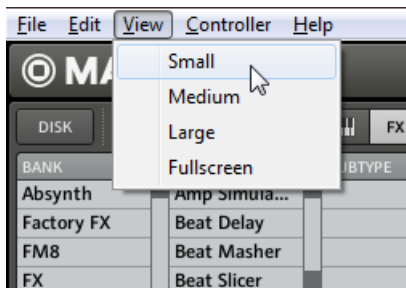 File Edit View Controller Help
Small
Medium
Large
Fullscreen
DISK
FX
BANK
Absynth Amp Simula...
Factory FX Beat Delay
FM8 Beat Masher
FX Beat Slicer